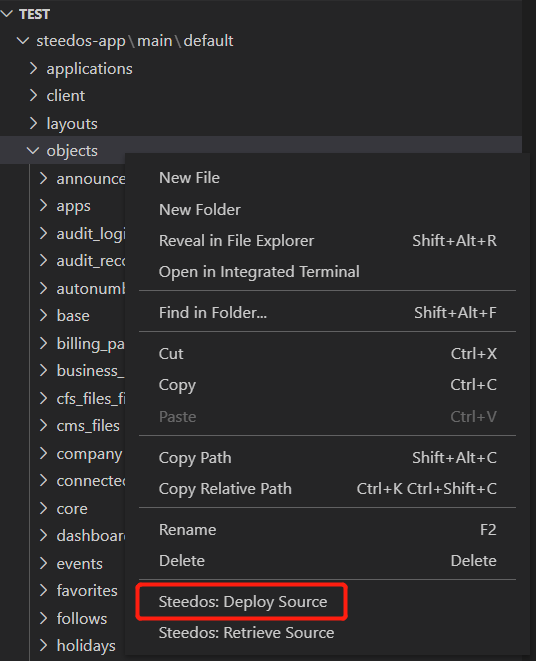 TEST
steedos-app\main\default
applications
client
layouts
objects
announce
apps
audit_logi
audit_reco
autonumb
base
billing_pa
business_
cfs_files_fi
cms_files
company
connected
core
dashboard
events
favorites
follows
holidays
New File
New Folder
Reveal in File Explorer Shift+Alt+R
Open in Integrated Terminal
Find in Folder... Shift+Alt+F
Cut Ctrl+X
Copy Ctrl+C
Paste Ctrl+V
Copy Path Shift+Alt+C
Copy Relative Path Ctrl+K Ctrl+Shift+C
Rename F2
Delete Delete
Steedos: Deploy Source
Steedos: Retrieve Source